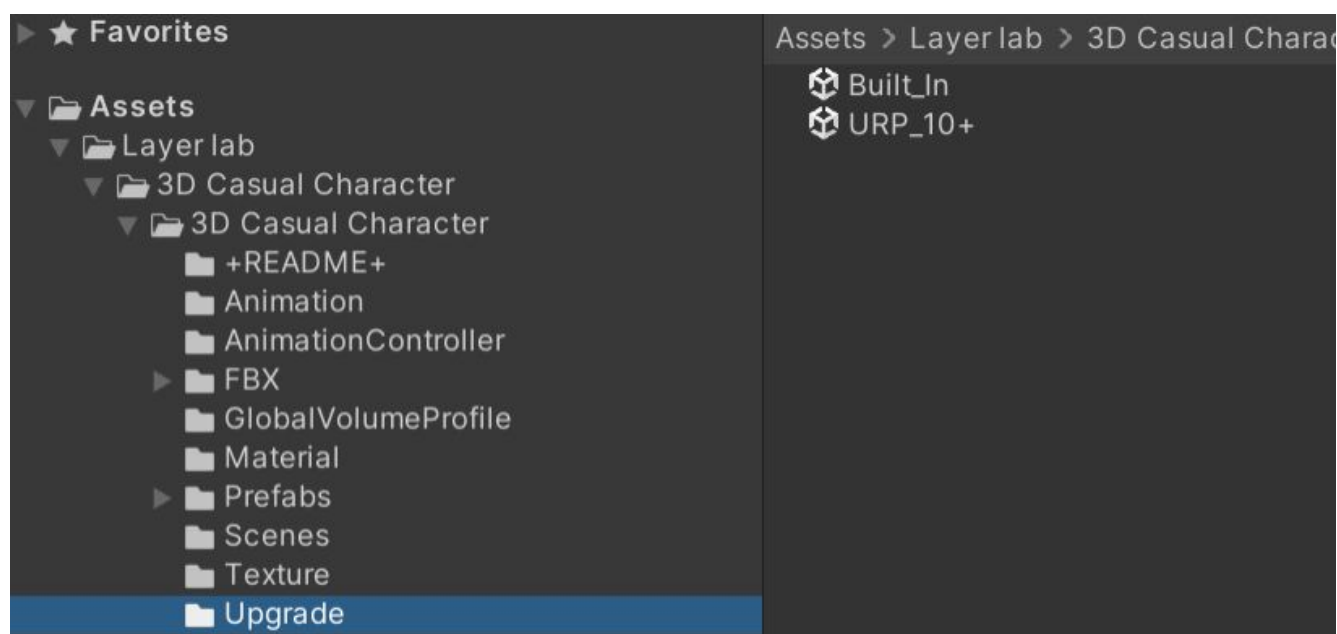 Favorites
Assets
Layer lab
3D Casual Character
3D Casual Character
+README+
Animation
AnimationController
FBX
GlobalVolumeProfile
Material
Prefabs
Scenes
Texture
Upgrade
Assets > Layer lab > 3D Casual Charac
Built_In
URP_10+